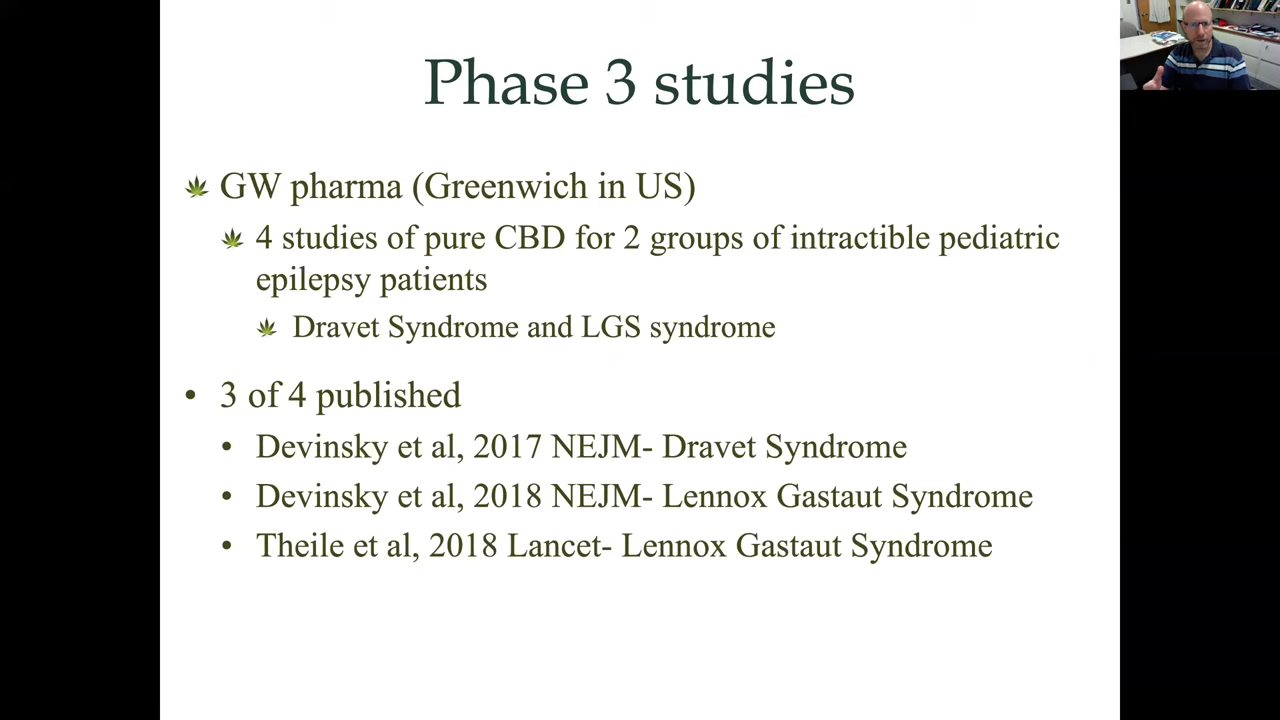 Phase 3 studies
GW pharma (Greenwich in US)
4 studies of pure CBD for 2 groups of intractible pediatric
epilepsy patients
Dravet Syndrome and LGS syndrome
• 3 of 4 published
• Devinsky et al, 2017 NEJM- Dravet Syndrome
• Devinsky et al, 2018 NEJM- Lennox Gastaut Syndrome
• Theile et al, 2018 Lancet- Lennox Gastaut Syndrome